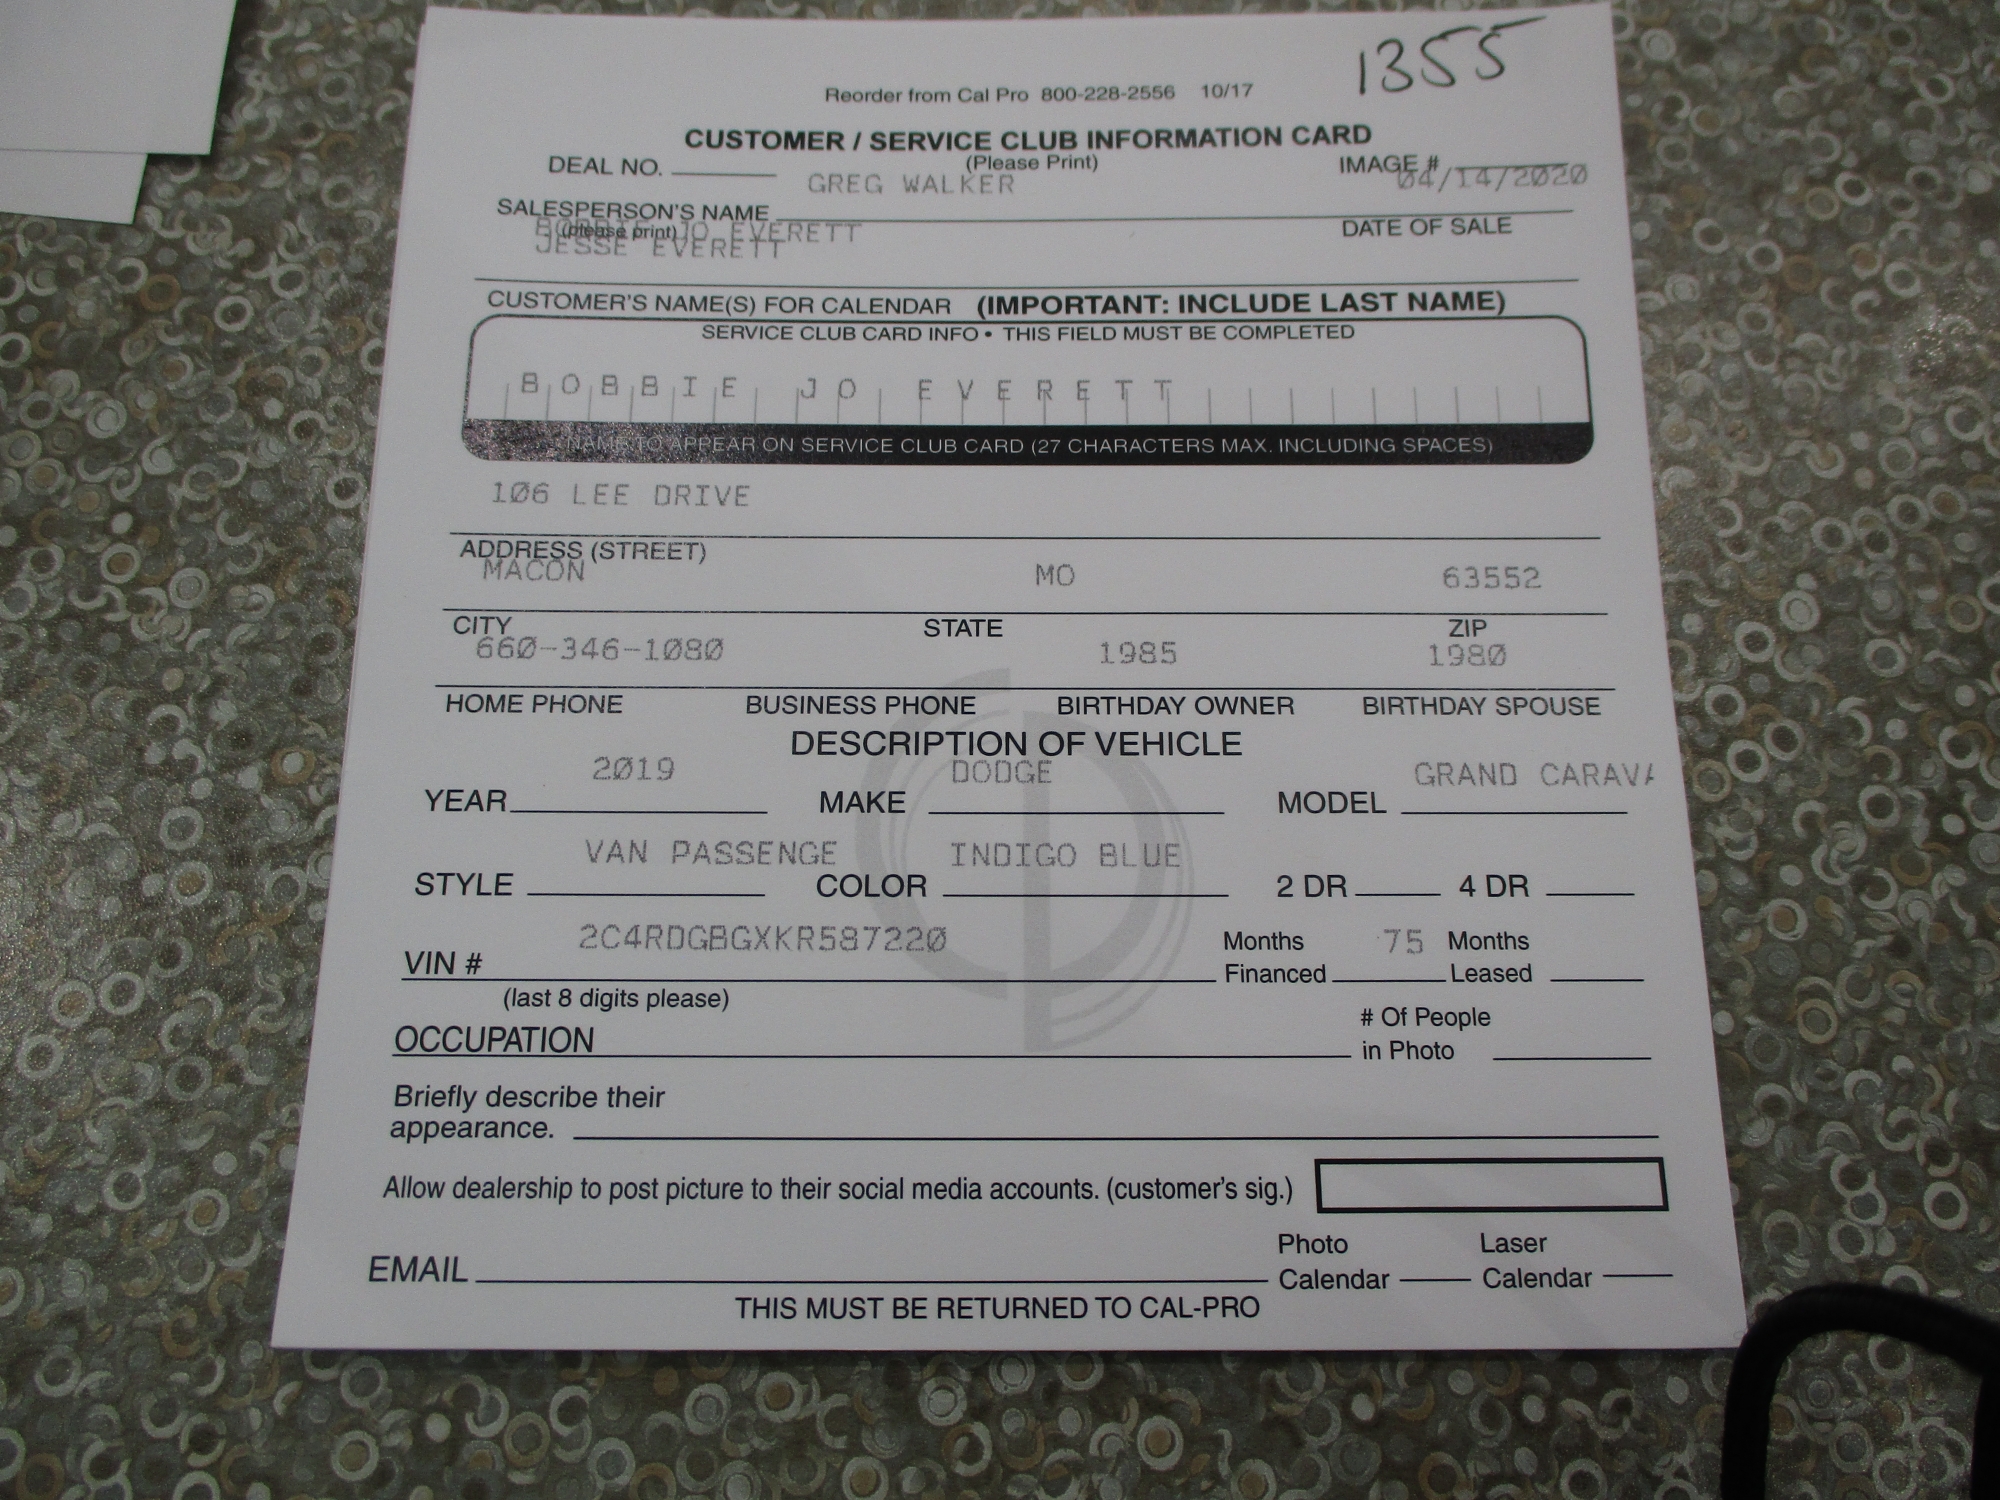 1355
Reorder from Cal Pro 800-228-2556 10/17
CUSTOMER / SERVICE CLUB INFORMATION CARD
DEAL NO. (Please Print) IMAGE #
GREG WALKER 04/14/2020
SALESPERSON'S NAME
(please print) DATE OF SALE
BOBBIE JO EVERETT
JESSE EVERETT
CUSTOMER'S NAME(S) FOR CALENDAR (IMPORTANT: INCLUDE LAST NAME)
SERVICE CLUB CARD INFO • THIS FIELD MUST BE COMPLETED
BOBBIE JO EVERETT
NAME TO APPEAR ON SERVICE CLUB CARD (27 CHARACTERS MAX. INCLUDING SPACES)
106 LEE DRIVE
ADDRESS (STREET)
MACON MO 63552
CITY STATE ZIP
660-346-1080 1985 1980
HOME PHONE BUSINESS PHONE BIRTHDAY OWNER BIRTHDAY SPOUSE
DESCRIPTION OF VEHICLE
2019 DODGE GRAND CARAVA
YEAR MAKE MODEL
VAN PASSENGE INDIGO BLUE
STYLE COLOR 2 DR 4 DR
2C4RDGBGXKR587220 Months 75 Months
VIN # Financed Leased
(last 8 digits please)
# Of People
OCCUPATION in Photo
Briefly describe their
appearance.
Allow dealership to post picture to their social media accounts. (customer's sig.)
Photo Laser
EMAIL Calendar Calendar
THIS MUST BE RETURNED TO CAL-PRO